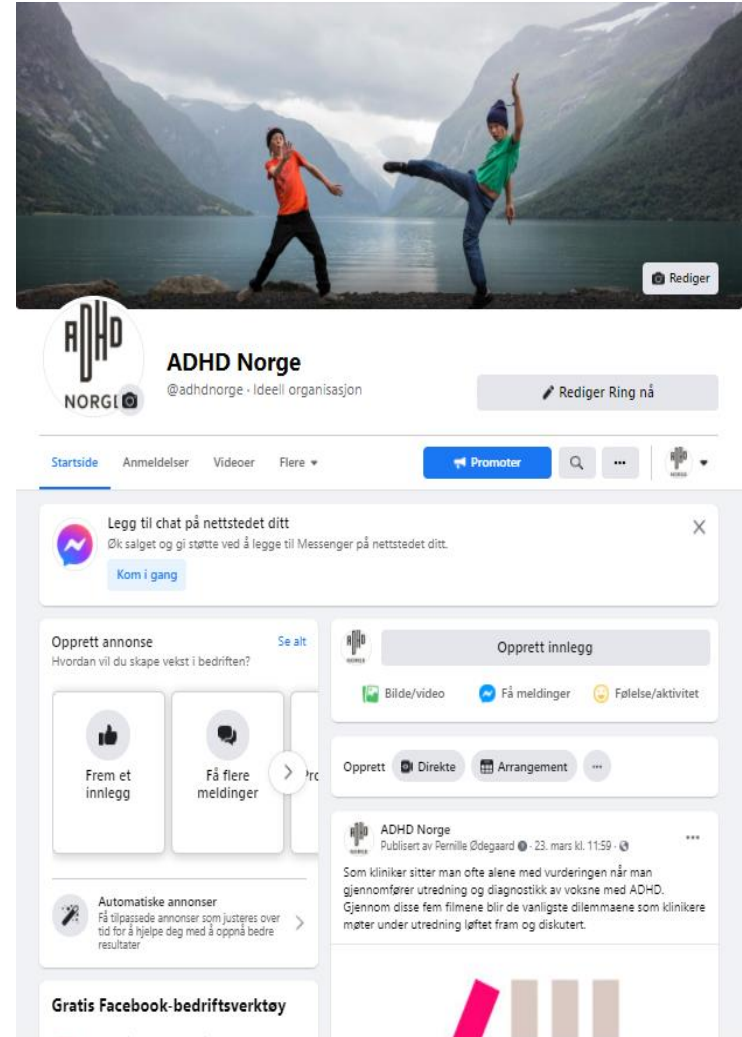 Rediger
ADHD
NORGE
ADHD Norge
@adhdnorge · Ideell organisasjon
Rediger Ring nå
Startside
Anmeldelser
Videoer
Flere
Promoter
Legg til chat på nettstedet ditt
Øk salget og gi støtte ved å legge til Messenger på nettstedet ditt.
Kom i gang
Opprett annonse
Se alt
Hvordan vil du skape vekst i bedriften?
Frem et
innlegg
Få flere
meldinger
Pro
Automatiske annonser
Få tilpassede annonser som justeres over
tid for å hjelpe deg med å oppnå bedre
resultater
Gratis Facebook-bedriftsverktøy
Opprett innlegg
Bilde/video
Få meldinger
Følelse/aktivitet
Opprett
Direkte
Arrangement
ADHD Norge
Publisert av Pernille Ødegaard · 23. mars kl. 11:59 ·
Som kliniker sitter man ofte alene med vurderingen når man
gjennomfører utredning og diagnostikk av voksne med ADHD.
Gjennom disse fem filmene blir de vanligste dilemmaene som klinikere
møter under utredning løftet fram og diskutert.